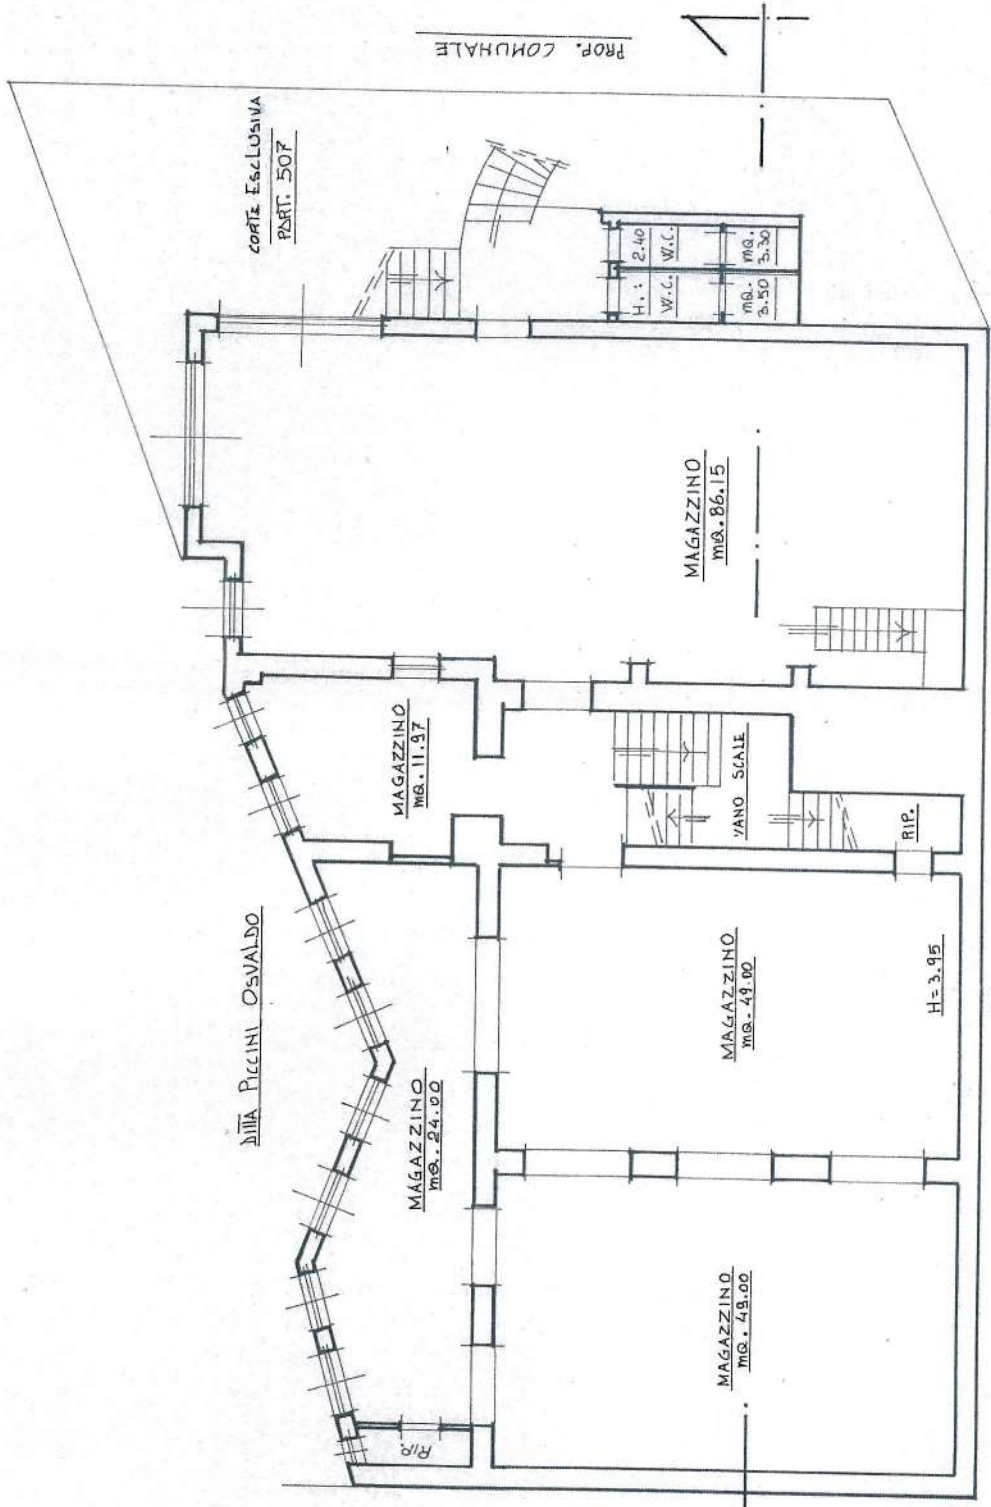 PROP. COMUNALE
CORTE ESCLUSIVA
PART. 507
H.: 2.40
W.C. W.C.
mq. 3.50
mq. 3.30
MAGAZZINO
mq. 86.15
MAGAZZINO
mq. 11.97
VANO SCALE
RIP.
DITTA PICCINI OSVALDO
MAGAZZINO
mq. 24.00
MAGAZZINO
mq. 49.00
H=3.95
MAGAZZINO
mq. 49.00
RIP.